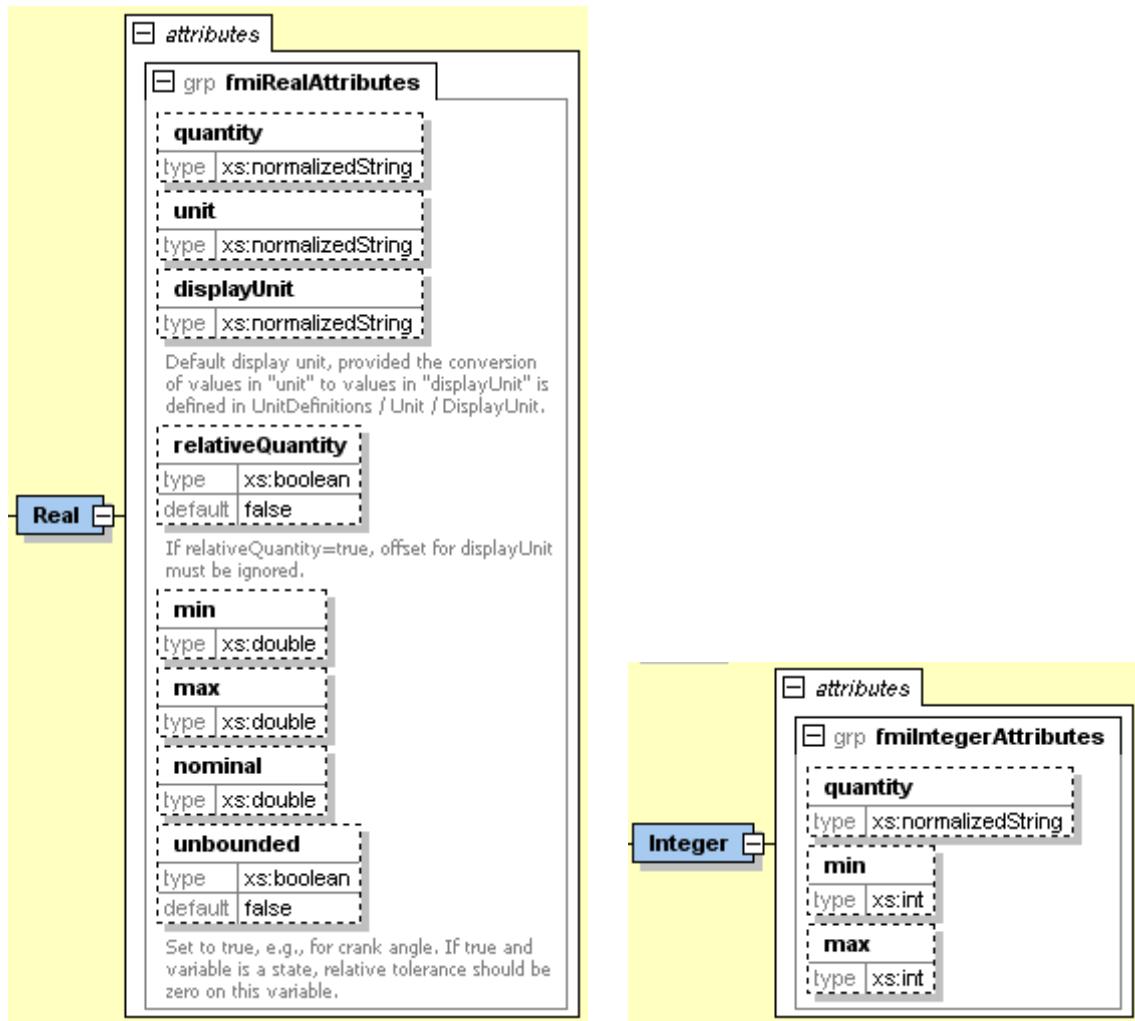 attributes
grp fmiRealAttributes
quantity
type xs:normalizedString
unit
type xs:normalizedString
displayUnit
type xs:normalizedString
Default display unit, provided the conversion
of values in "unit" to values in "displayUnit" is
defined in UnitDefinitions / Unit / DisplayUnit.
relativeQuantity
type xs:boolean
default false
If relativeQuantity=true, offset for displayUnit
must be ignored.
min
type xs:double
max
type xs:double
nominal
type xs:double
unbounded
type xs:boolean
default false
Set to true, e.g., for crank angle. If true and
variable is a state, relative tolerance should be
zero on this variable.
Real
attributes
grp fmiIntegerAttributes
quantity
type xs:normalizedString
min
type xs:int
max
type xs:int
Integer